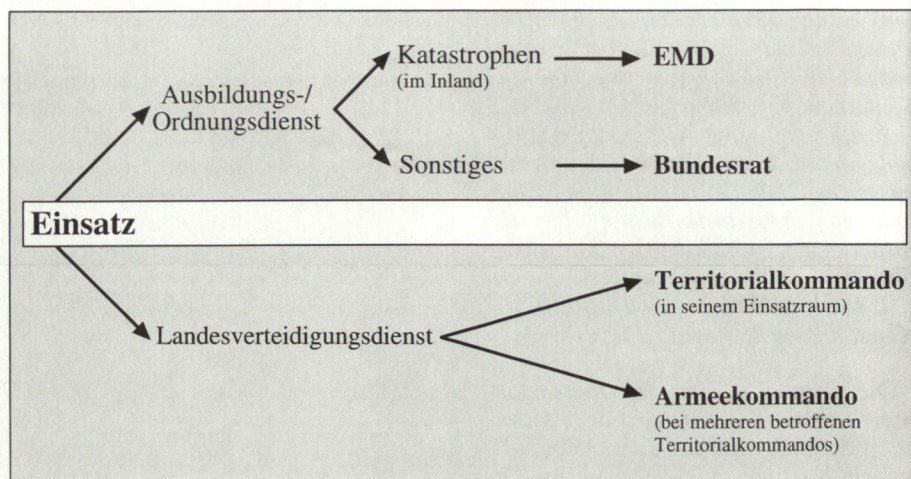 Katastrophen
(im Inland)
EMD
Ausbildungs-/
Ordnungsdienst
Sonstiges
Bundesrat
Einsatz
Territorialkommando
(in seinem Einsatzraum)
Landesverteidigungsdienst
Armeekommando
(bei mehreren betroffenen
Territorialkommandos)